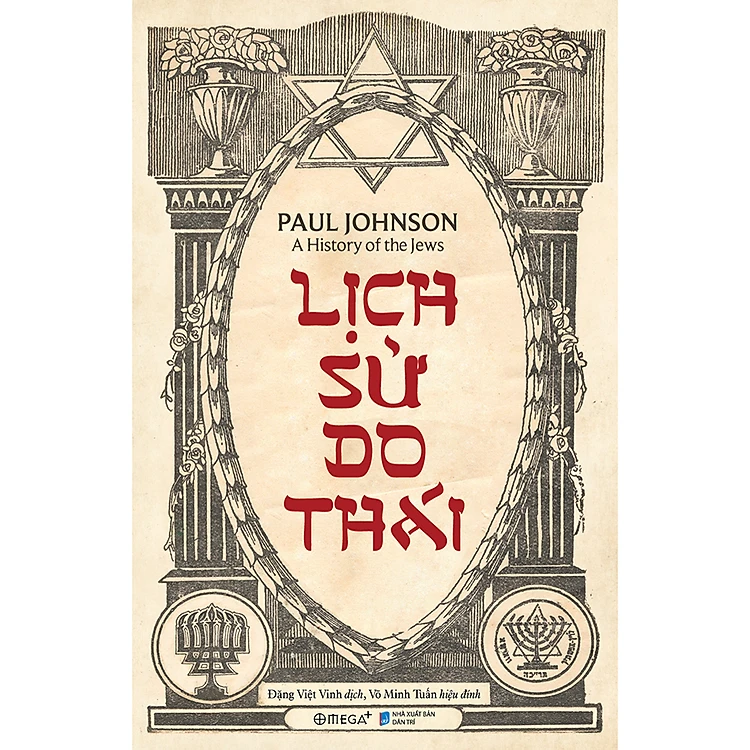 PAUL JOHNSON
A History of the Jews
LỊCH
SỬ
DO
THÁI
Đặng Việt Vinh dịch, Võ Minh Tuấn hiệu đính
OMEGA+
NHÀ XUẤT BẢN
DÂN TRÍ